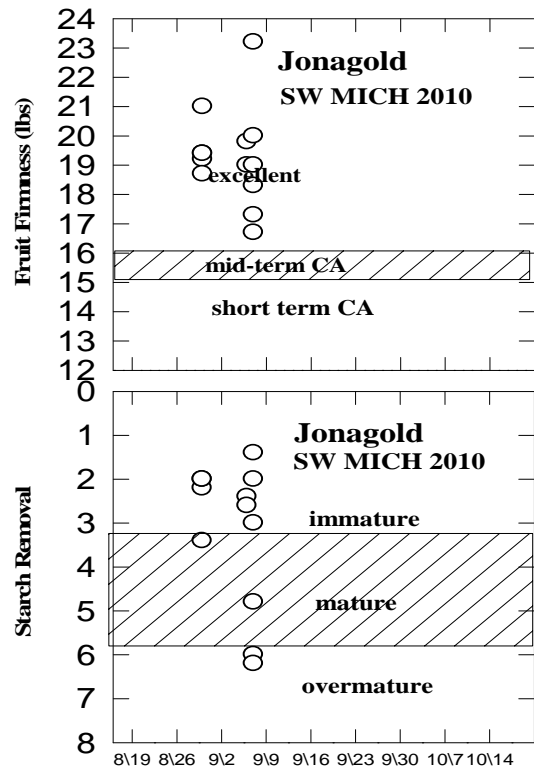 24
23
22
21
20
19
18
17
16
15
14
13
12
Fruit Firmness (lbs)
Jonagold
SW MICH 2010
excellent
mid-term CA
short term CA
0
1
2
3
4
5
6
7
8
Starch Removal
Jonagold
SW MICH 2010
immature
mature
overmature
8\19 8\26 9\2 9\9 9\16 9\23 9\30 10\7 10\14